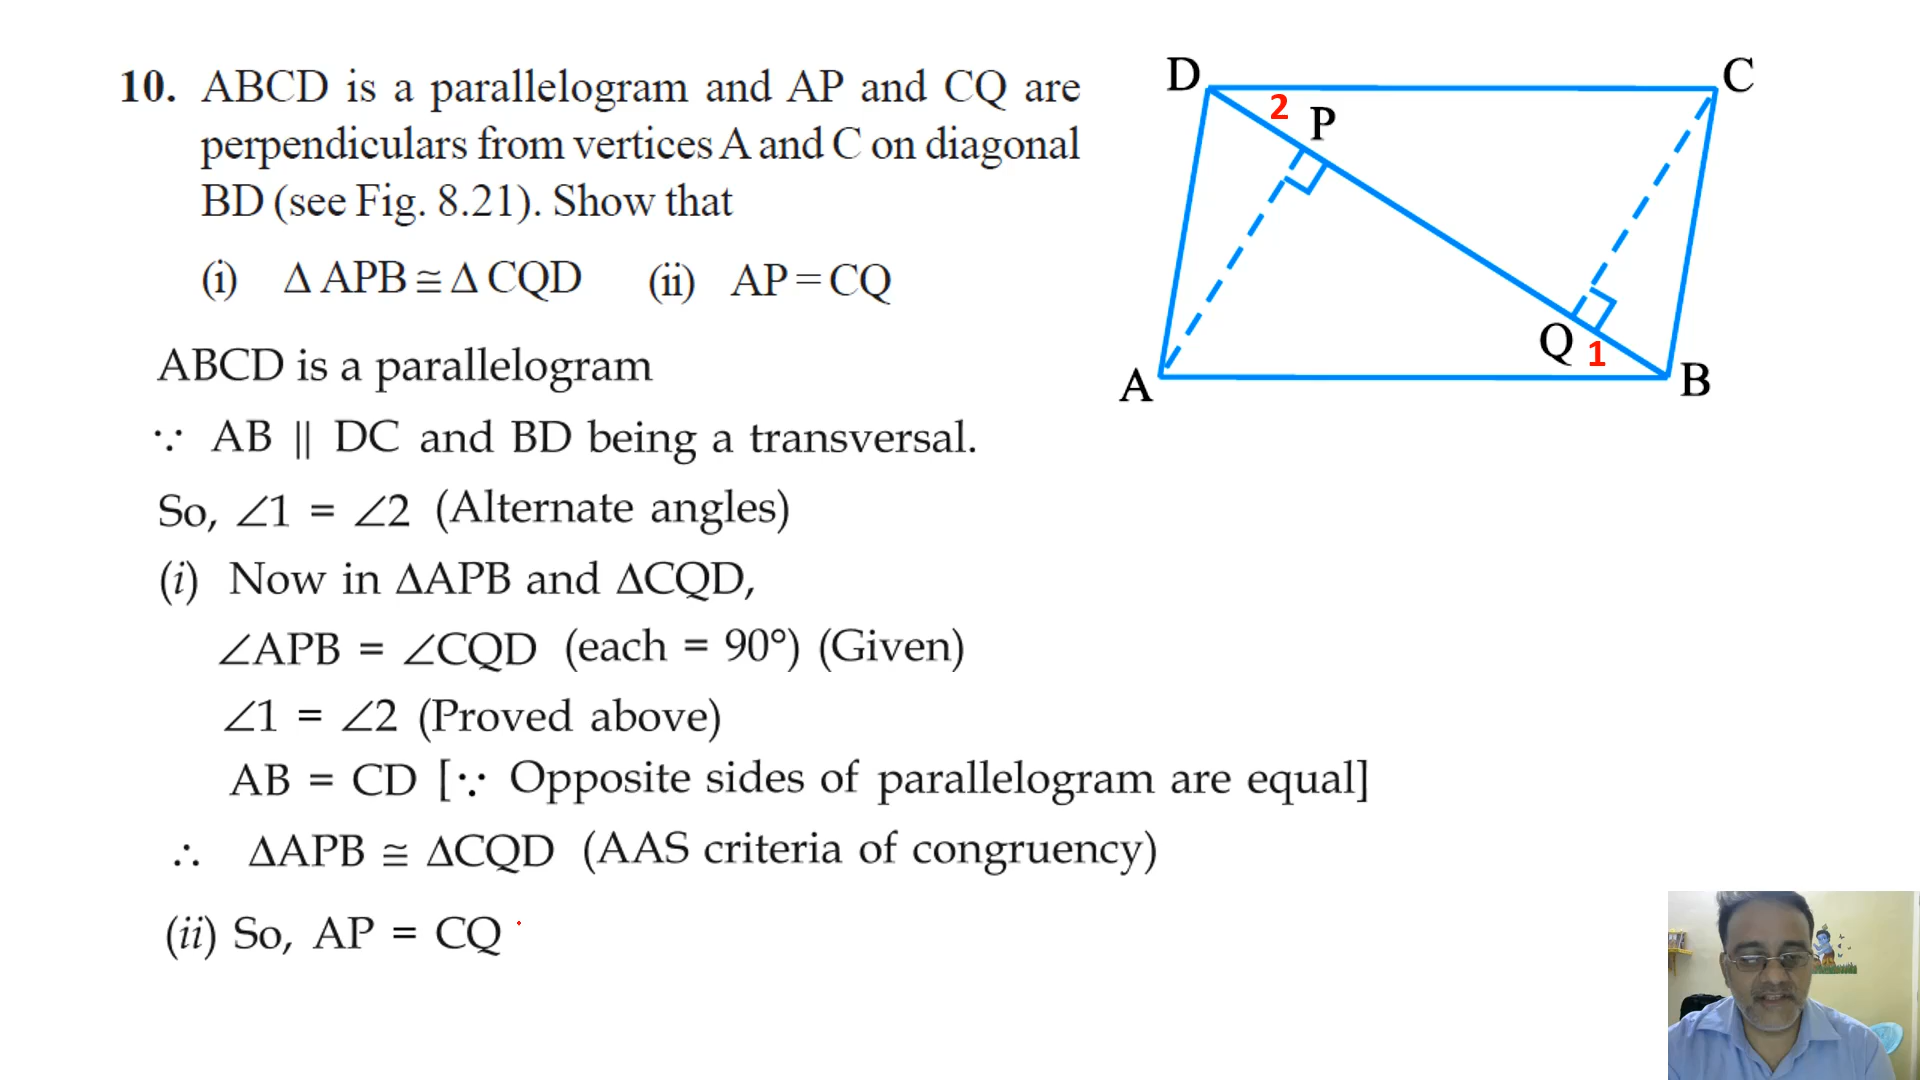 10. ABCD is a parallelogram and AP and CQ are
perpendiculars from vertices A and C on diagonal
BD (see Fig. 8.21). Show that
(i) Δ APB ≅ Δ CQD (ii) AP = CQ
ABCD is a parallelogram
∵ AB || DC and BD being a transversal.
So, ∠1 = ∠2 (Alternate angles)
(i) Now in ΔAPB and ΔCQD,
∠APB = ∠CQD (each = 90°) (Given)
∠1 = ∠2 (Proved above)
AB = CD [∵ Opposite sides of parallelogram are equal]
∴ ΔAPB ≅ ΔCQD (AAS criteria of congruency)
(ii) So, AP = CQ
D
C
2
P
Q
1
A
B